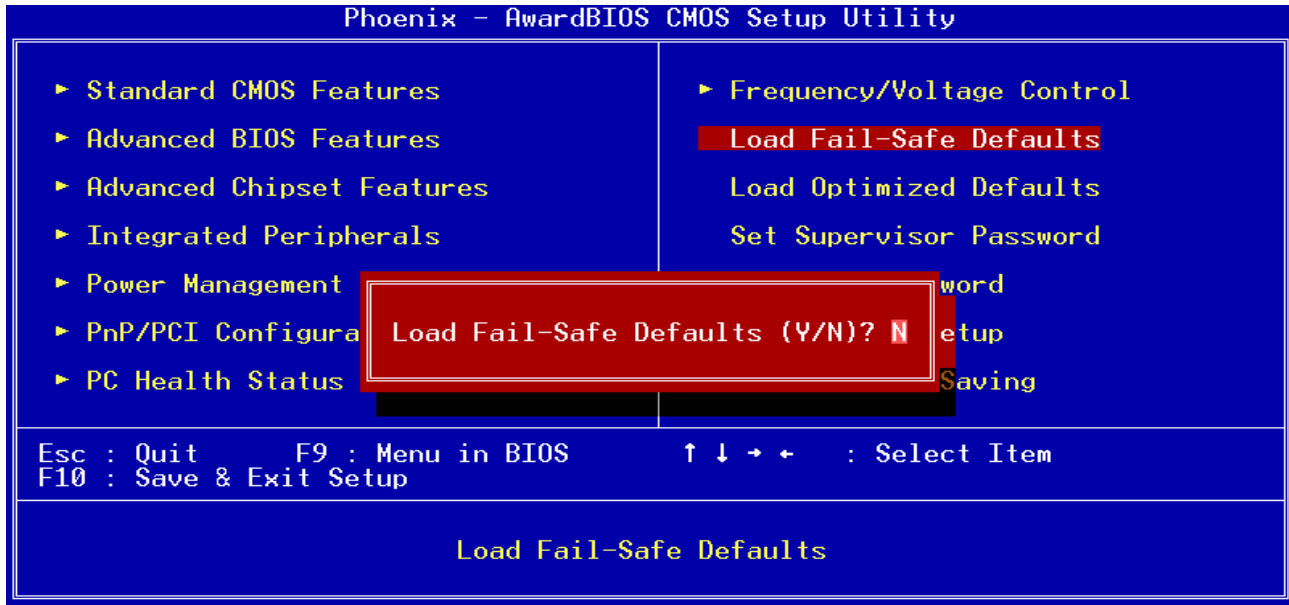 Phoenix - AwardBIOS CMOS Setup Utility
► Standard CMOS Features
► Advanced BIOS Features
► Advanced Chipset Features
► Integrated Peripherals
► Power Management
► PnP/PCI Configura
► PC Health Status
► Frequency/Voltage Control
Load Fail-Safe Defaults
Load Optimized Defaults
Set Supervisor Password
word
etup
Saving
Load Fail-Safe Defaults (Y/N)? N
Esc : Quit F9 : Menu in BIOS ↑ ↓ → ← : Select Item
F10 : Save & Exit Setup
Load Fail-Safe Defaults